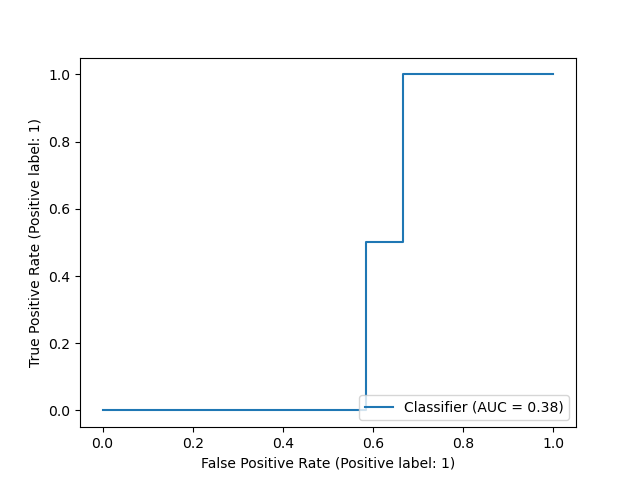 1.0
0.8
0.6
0.4
0.2
0.0
True Positive Rate (Positive label: 1)
Classifier (AUC = 0.38)
0.0 0.2 0.4 0.6 0.8 1.0
False Positive Rate (Positive label: 1)